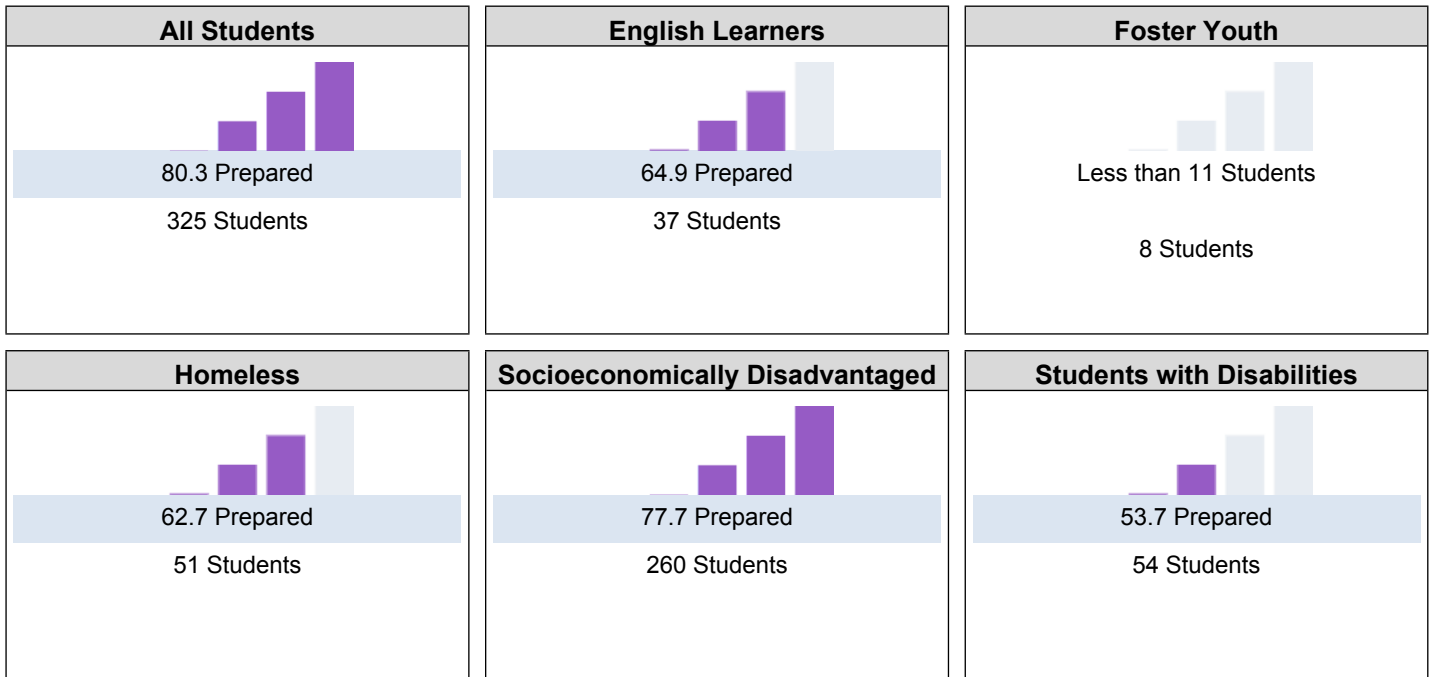 All Students
80.3 Prepared
325 Students
English Learners
64.9 Prepared
37 Students
Foster Youth
Less than 11 Students
8 Students
Homeless
62.7 Prepared
51 Students
Socioeconomically Disadvantaged
77.7 Prepared
260 Students
Students with Disabilities
53.7 Prepared
54 Students